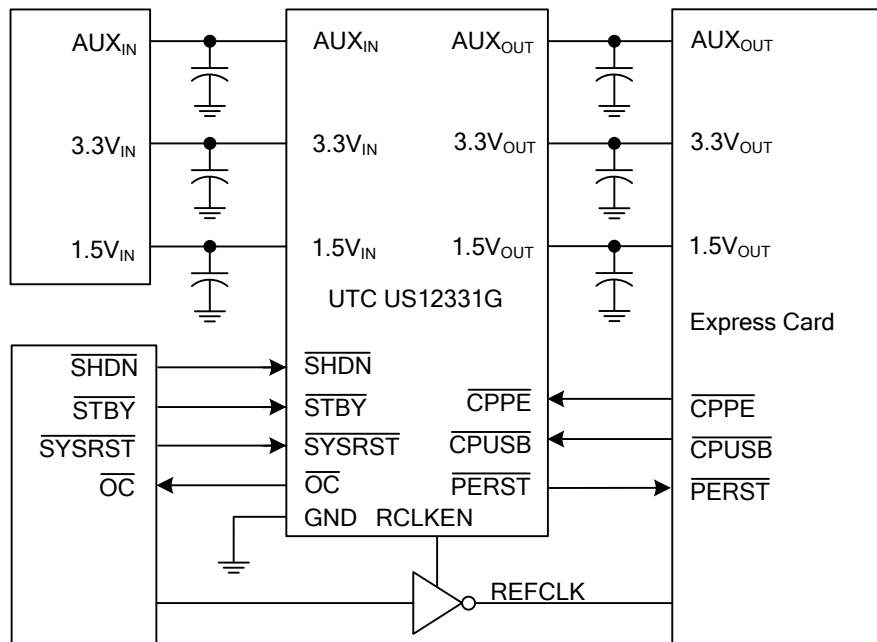 AUXIN AUXIN AUXOUT AUXOUT
3.3VIN 3.3VIN 3.3VOUT 3.3VOUT
1.5VIN 1.5VIN 1.5VOUT 1.5VOUT
UTC US12331G
Express Card
SHDN SHDN
STBY STBY CPPE CPPE
SYSRST SYSRST CPUSB CPUSB
OC OC PERST PERST
GND RCLKEN
REFCLK